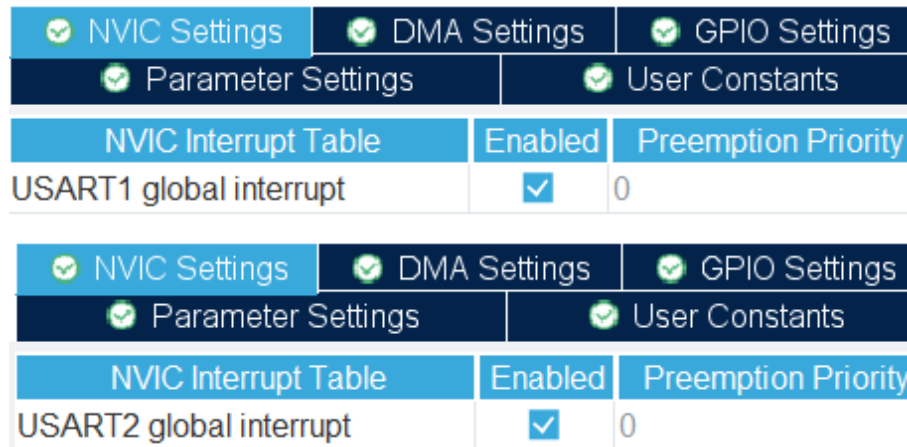 NVIC Settings DMA Settings GPIO Settings
Parameter Settings User Constants
NVIC Interrupt Table Enabled Preemption Priority
USART1 global interrupt 0
NVIC Settings DMA Settings GPIO Settings
Parameter Settings User Constants
NVIC Interrupt Table Enabled Preemption Priority
USART2 global interrupt 0